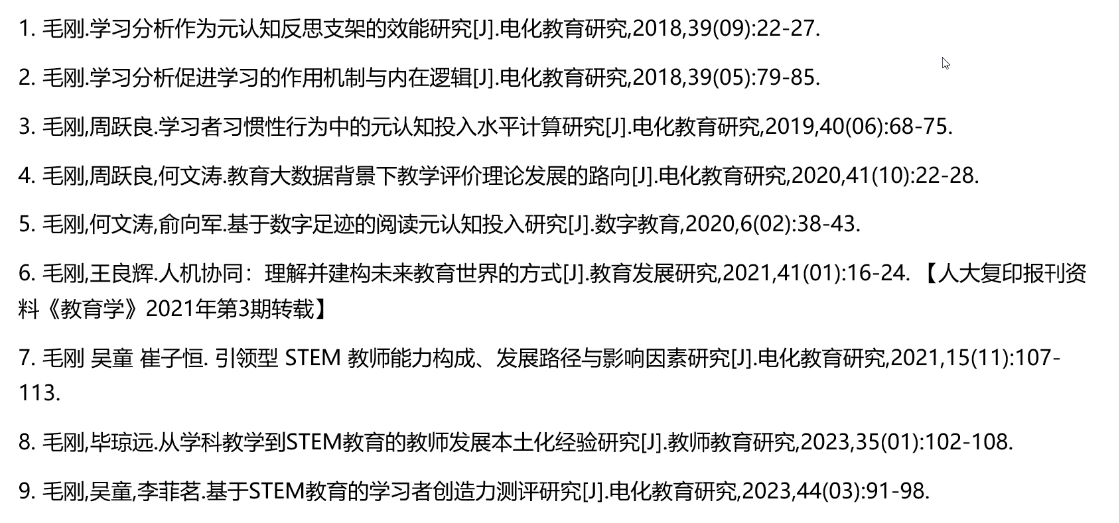 1. 毛刚.学习分析作为元认知反思支架的效能研究[J].电化教育研究,2018,39(09):22-27.
2. 毛刚.学习分析促进学习的作用机制与内在逻辑[J].电化教育研究,2018,39(05):79-85.
3. 毛刚,周跃良.学习者习惯性行为中的元认知投入水平计算研究[J].电化教育研究,2019,40(06):68-75.
4. 毛刚,周跃良,何文涛.教育大数据背景下教学评价理论发展的路向[J].电化教育研究,2020,41(10):22-28.
5. 毛刚,何文涛,俞向军.基于数字足迹的阅读元认知投入研究[J].数字教育,2020,6(02):38-43.
6. 毛刚,王良辉.人机协同：理解并建构未来教育世界的方式[J].教育发展研究,2021,41(01):16-24. 【人大复印报刊资
料《教育学》2021年第3期转载】
7. 毛刚 吴童 崔子恒. 引领型 STEM 教师能力构成、发展路径与影响因素研究[J].电化教育研究,2021,15(11):107-
113.
8. 毛刚,毕琼远.从学科教学到STEM教育的教师发展本土化经验研究[J].教师教育研究,2023,35(01):102-108.
9. 毛刚,吴童,李菲茗.基于STEM教育的学习者创造力测评研究[J].电化教育研究,2023,44(03):91-98.